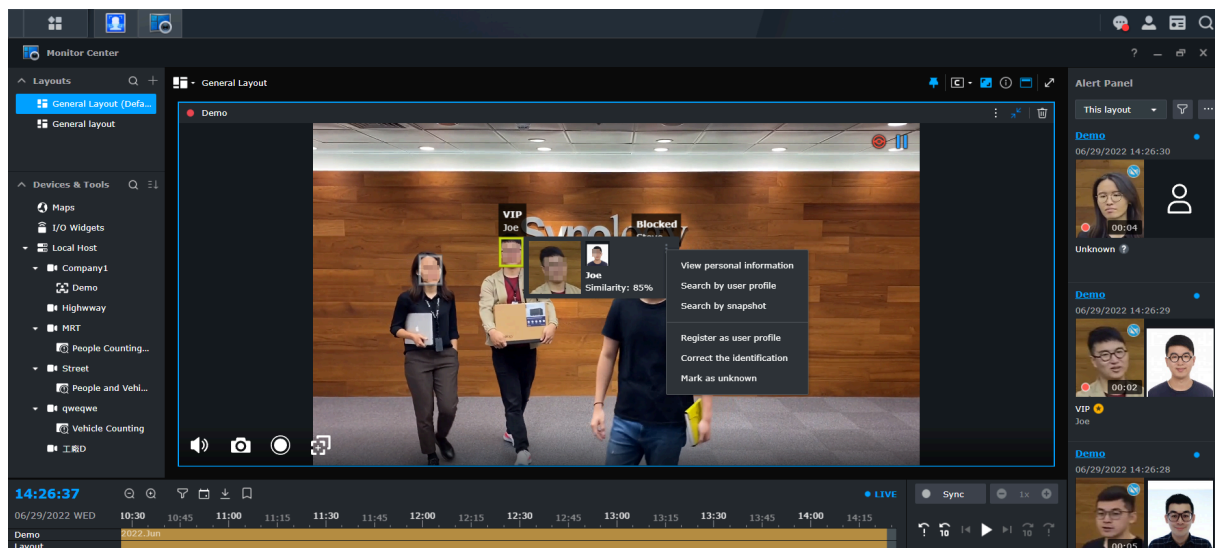 Monitor Center
?
Layouts
General Layout (Defa...
General layout
Devices & Tools
Maps
I/O Widgets
Local Host
Company1
Demo
Highwway
MRT
People Counting...
Street
People and Vehi...
qweqwe
Vehicle Counting
工廠D
General Layout
C
Demo
VIP
Joe
Synology
Blocked
Joe
Similarity: 85%
View personal information
Search by user profile
Search by snapshot
Register as user profile
Correct the identification
Mark as unknown
Alert Panel
This layout
Demo
06/29/2022 14:26:30
00:04
Unknown ?
Demo
06/29/2022 14:26:29
00:02
VIP
Joe
Demo
06/29/2022 14:26:28
00:05
14:26:37
LIVE
Sync
1x
06/29/2022 WED
10:30 10:45 11:00 11:15 11:30 11:45 12:00 12:15 12:30 12:45 13:00 13:15 13:30 13:45 14:00 14:15
10
10
Demo
2022.Jun
Layout